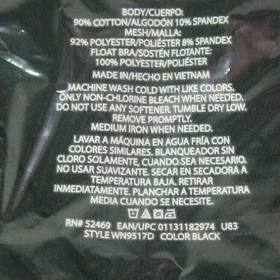 BODY/CUERPO:
90% COTTON/ALGODÓN 10% SPANDEX
MESH/MALLA:
92% POLYESTER/POLIÉSTER 8% SPANDEX
FLOAT BRA/SOSTÉN FLOTANTE:
100% POLYESTER/POLIÉSTER
MADE IN/HECHO EN VIETNAM
MACHINE WASH COLD WITH LIKE COLORS.
ONLY NON-CHLORINE BLEACH WHEN NEEDED.
DO NOT USE ANY SOFTENER. TUMBLE DRY LOW.
REMOVE PROMPTLY.
MEDIUM IRON WHEN NEEDED.
LAVAR A MÁQUINA EN AGUA FRÍA CON
COLORES SIMILARES. BLANQUEADOR SIN
CLORO SOLAMENTE, CUANDO SEA NECESARIO.
NO USAR SUAVIZANTE. SECAR EN SECADORA A
TEMPERATURA BAJA. RETIRAR
INMEDIATAMENTE. PLANCHAR A TEMPERATURA
MEDIA CUANDO SE NECESITE.
RN# 52469 EAN/UPC 01131182974 U83
STYLE WN9517D COLOR BLACK